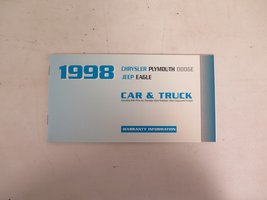 1998
CHRYSLER PLYMOUTH DODGE
JEEP EAGLE
CAR & TRUCK
WARRANTY INFORMATION